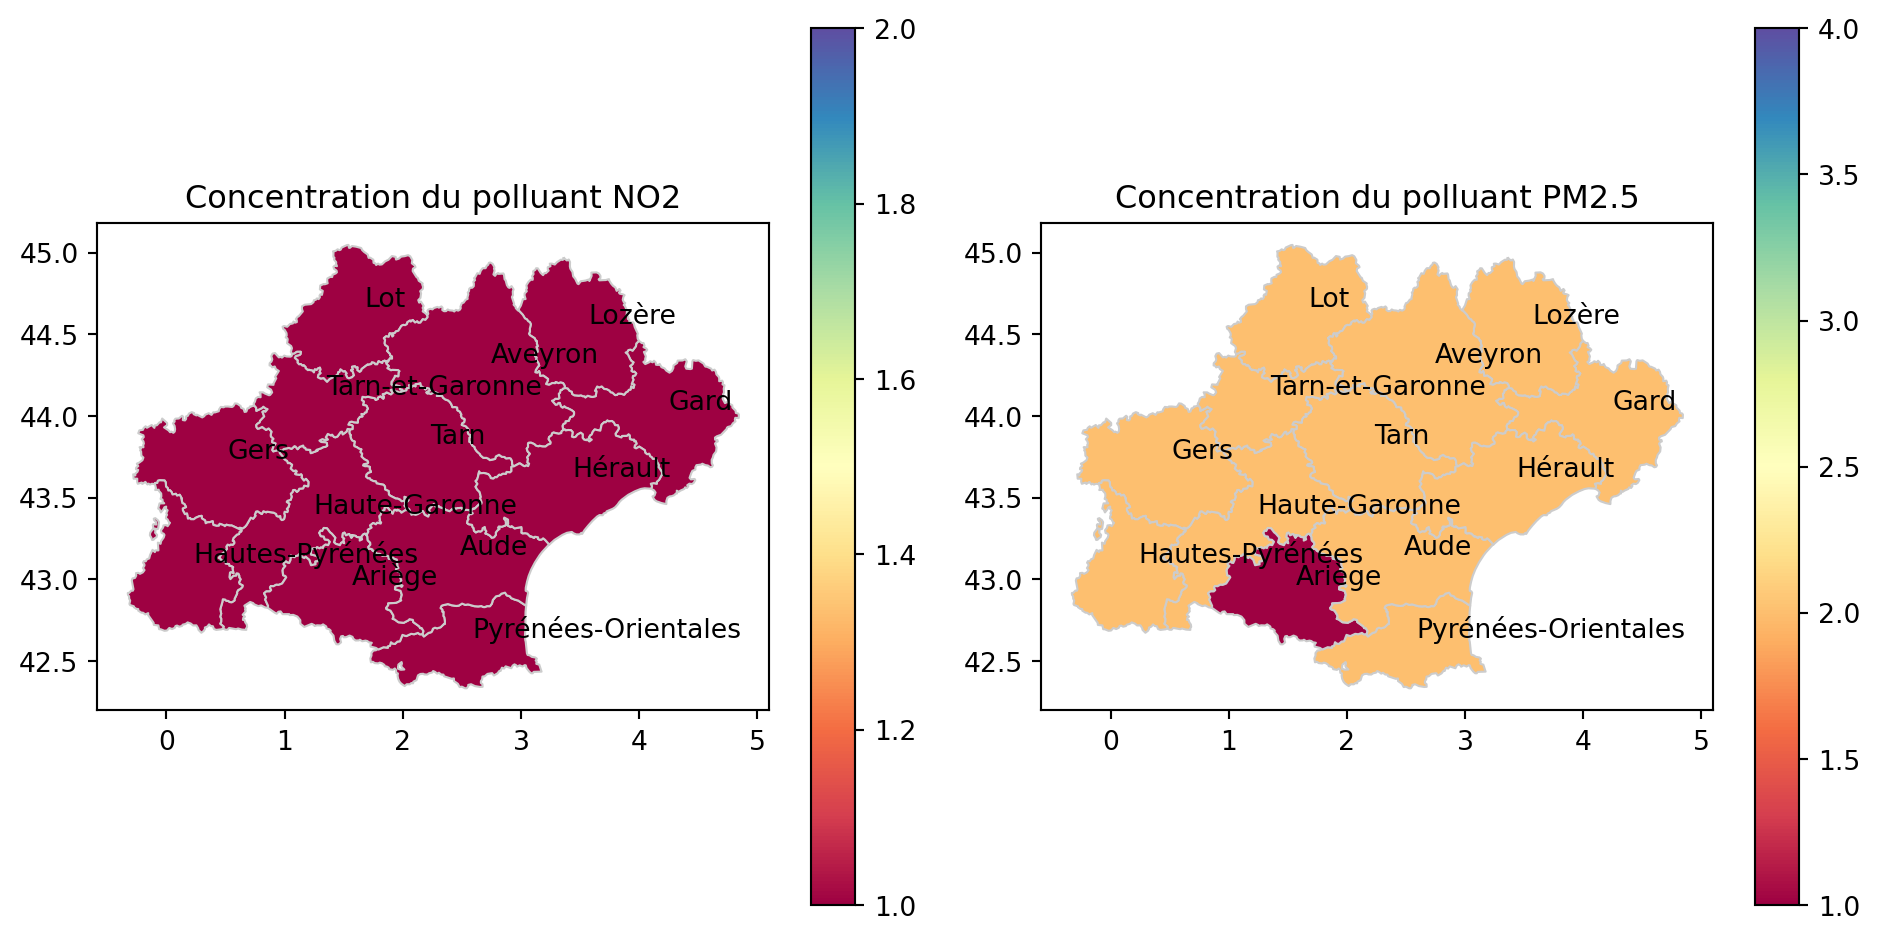 Concentration du polluant NO2
45.0
44.5
44.0
43.5
43.0
42.5
0 1 2 3 4 5
Lot
Lozère
Aveyron
Tarn-et-Garonne
Gard
Tarn
Gers
Hérault
Haute-Garonne
Aude
Hautes-Pyrénées
Ariège
Pyrénées-Orientales
2.0
1.8
1.6
1.4
1.2
1.0
Concentration du polluant PM2.5
45.0
44.5
44.0
43.5
43.0
42.5
0 1 2 3 4 5
Lot
Lozère
Aveyron
Tarn-et-Garonne
Gard
Tarn
Gers
Hérault
Haute-Garonne
Aude
Hautes-Pyrénées
Ariège
Pyrénées-Orientales
4.0
3.5
3.0
2.5
2.0
1.5
1.0